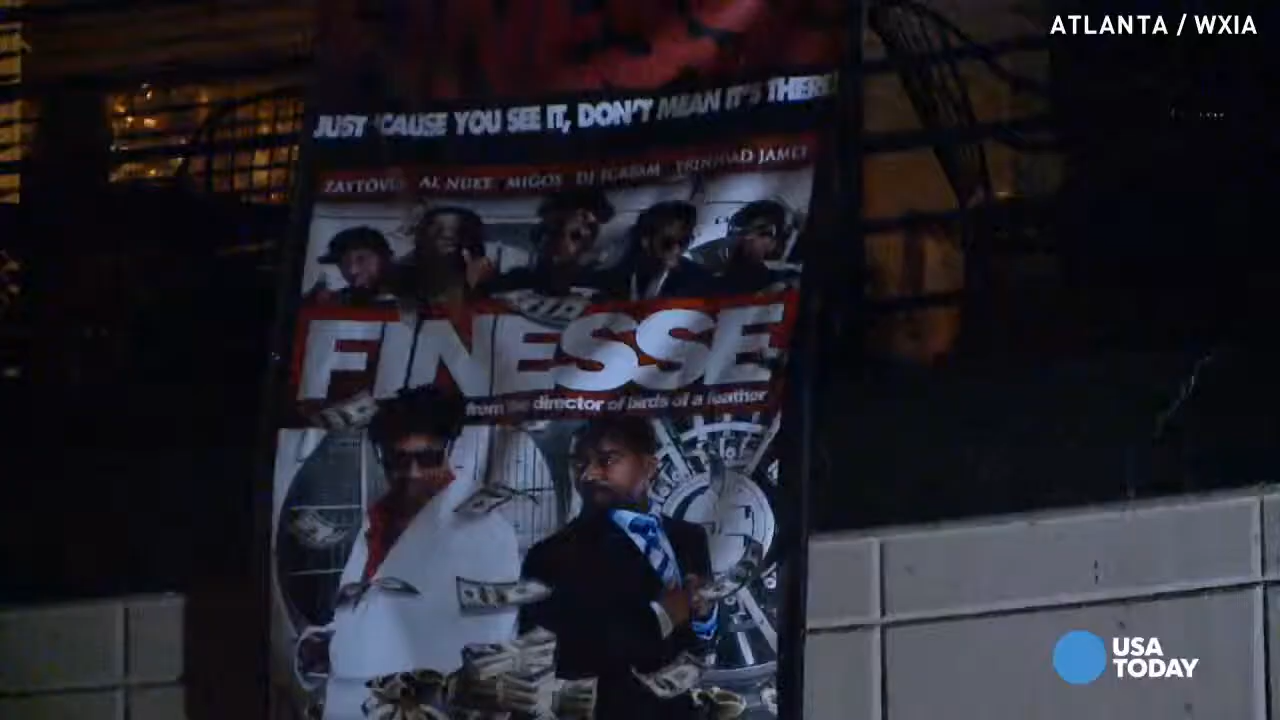 ATLANTA / WXIA
JUST 'CAUSE YOU SEE IT, DON'T MEAN IT'S THERE
ZAYTOVEN AL NUKE MIGOS DJ SCREAM TRINIDAD JAMES
FINESSE
from the director of birds of a feather
USA
TODAY